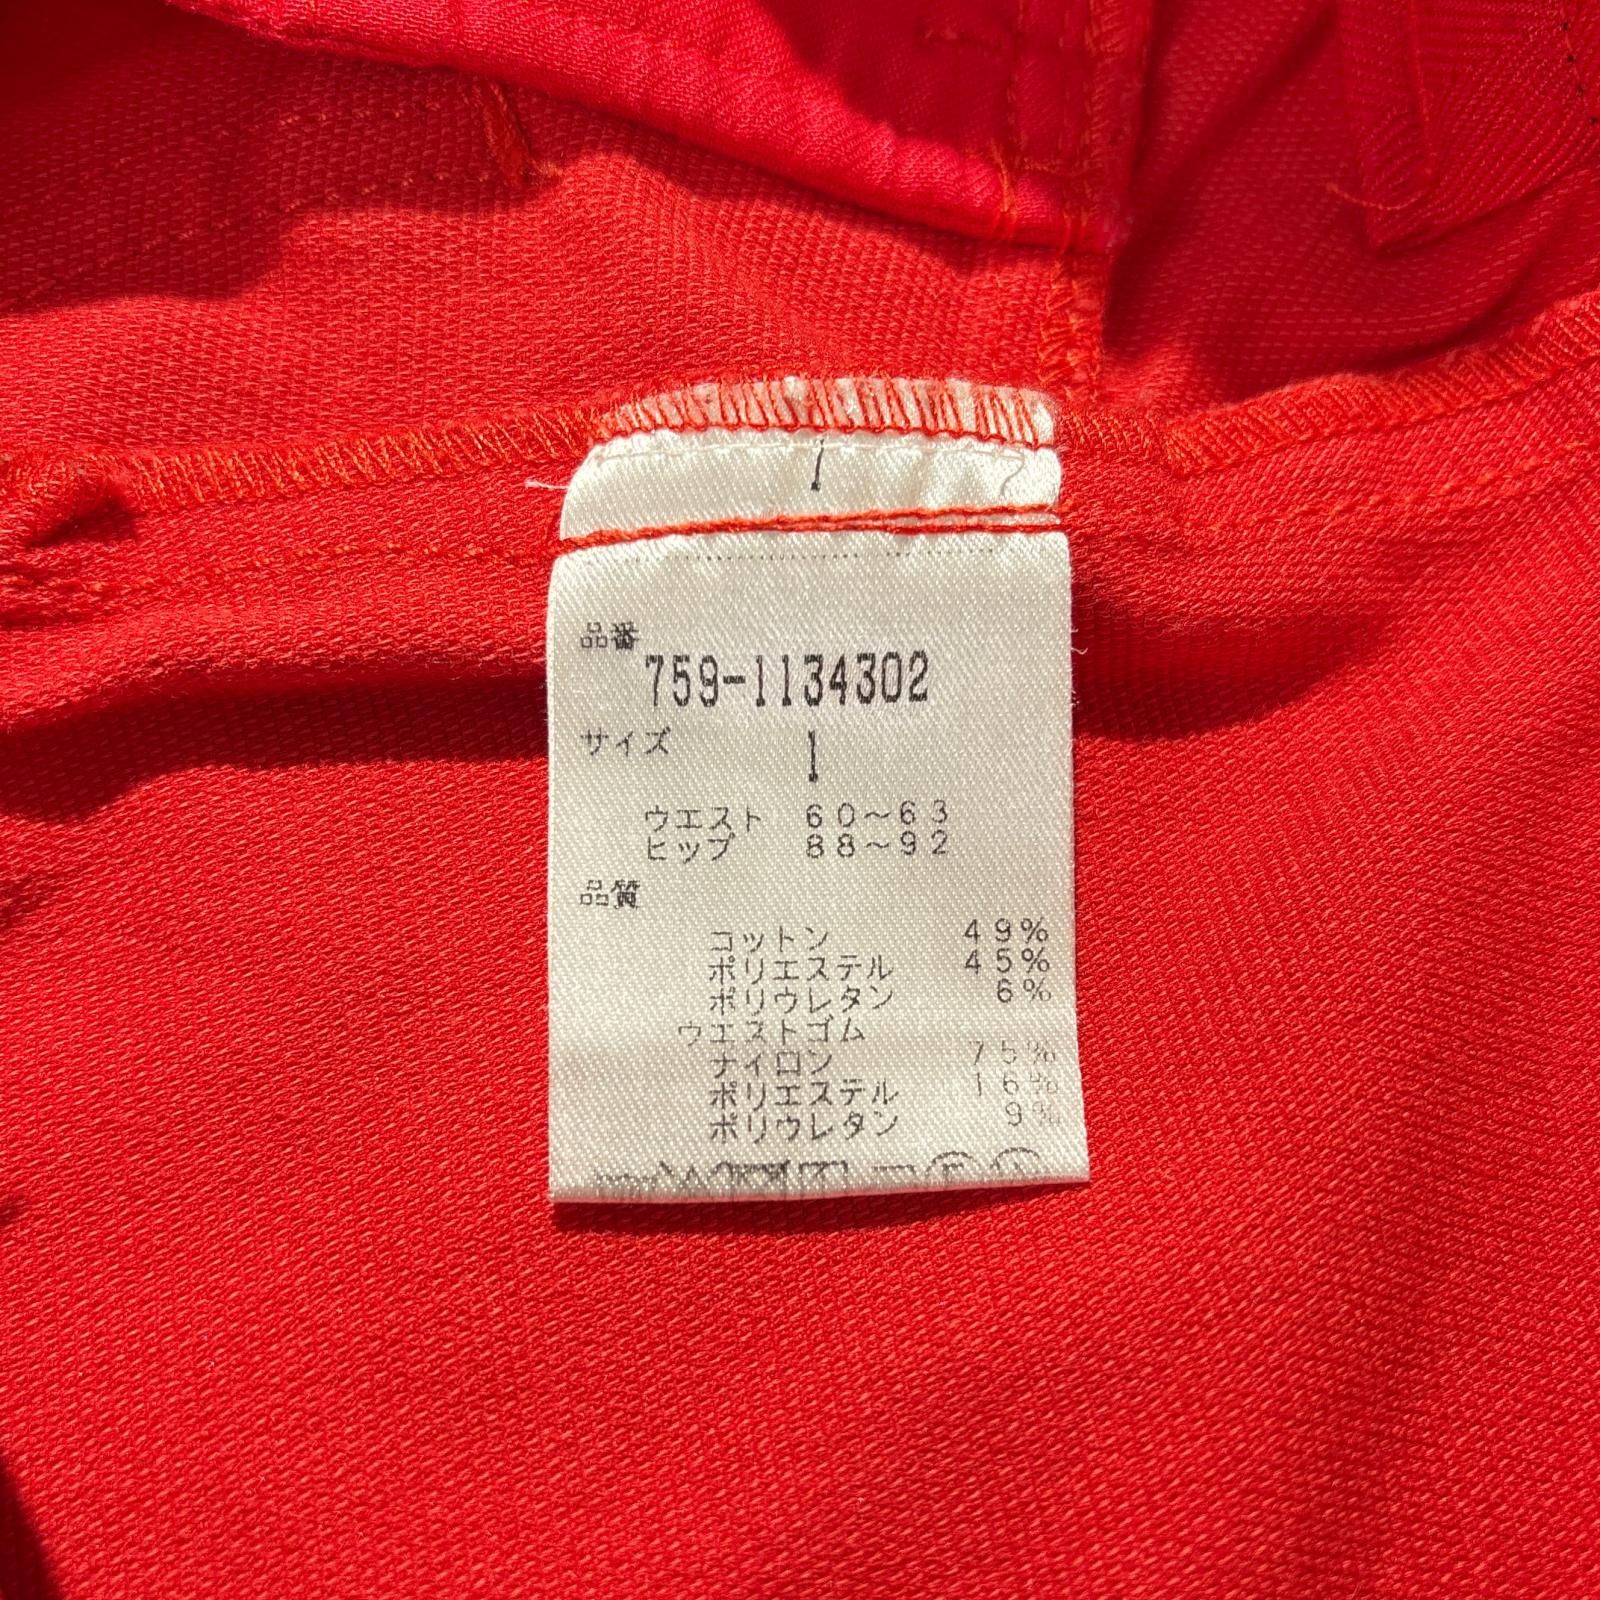 1
品番
759-1134302
サイズ 1
ウエスト 60~63
ヒップ 88~92
品質
コットン 49%
ポリエステル 45%
ポリウレタン 6%
ウエストゴム
ナイロン 75%
ポリエステル 16%
ポリウレタン 9%